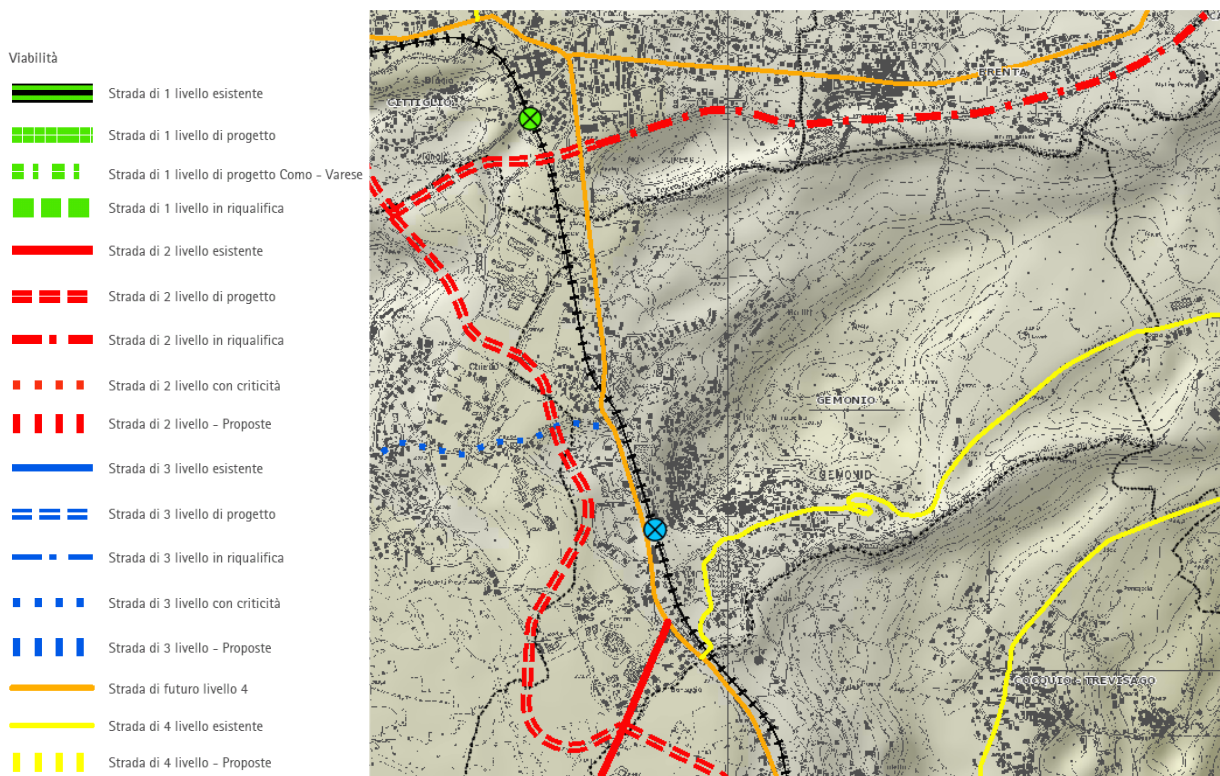 Viabilità
Strada di 1 livello esistente
Strada di 1 livello di progetto
Strada di 1 livello di progetto Como - Varese
Strada di 1 livello in riqualifica
Strada di 2 livello esistente
Strada di 2 livello di progetto
Strada di 2 livello in riqualifica
Strada di 2 livello con criticità
Strada di 2 livello - Proposte
Strada di 3 livello esistente
Strada di 3 livello di progetto
Strada di 3 livello in riqualifica
Strada di 3 livello con criticità
Strada di 3 livello - Proposte
Strada di futuro livello 4
Strada di 4 livello esistente
Strada di 4 livello - Proposte
BRENTA
CITTIGLIO
GEMONIO
GEMONIO
COCQUIO - TREVISAGO